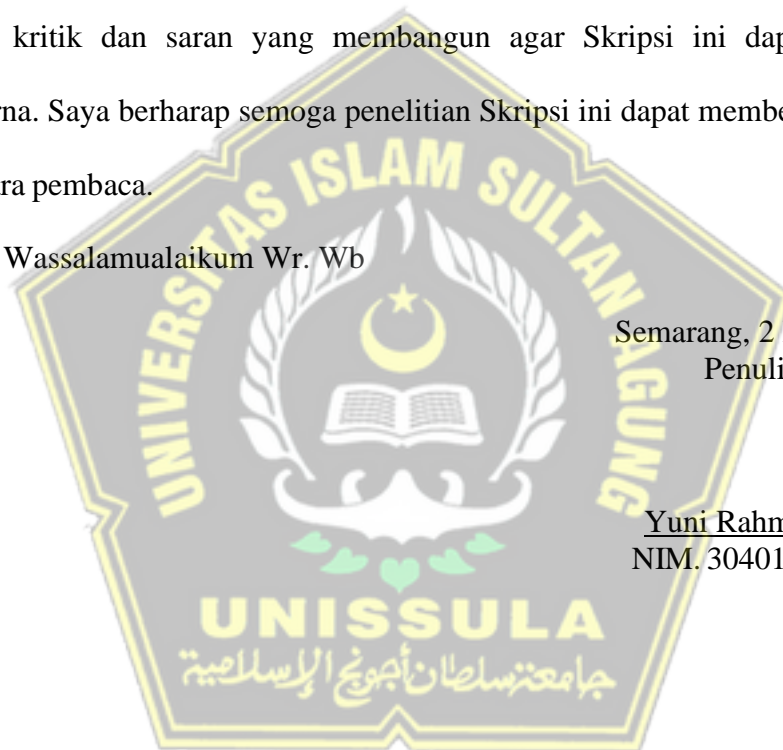 kritik dan saran yang membangun agar Skripsi ini dap
rna. Saya berharap semoga penelitian Skripsi ini dapat membe
ra pembaca.
Wassalamualaikum Wr. Wb
Semarang, 2
Penuli
Yuni Rahm
NIM. 30401
UNIVERSITAS ISLAM SULTAN AGUNG
UNISSULA
جامعة سلطان أجونج الإسلامية